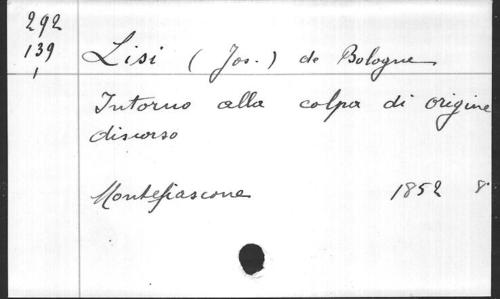 292
139
1
Lisi (Jos.) de Bologne
Intorno alla colpa di origine
discorso
Montefiascone 1852 8°